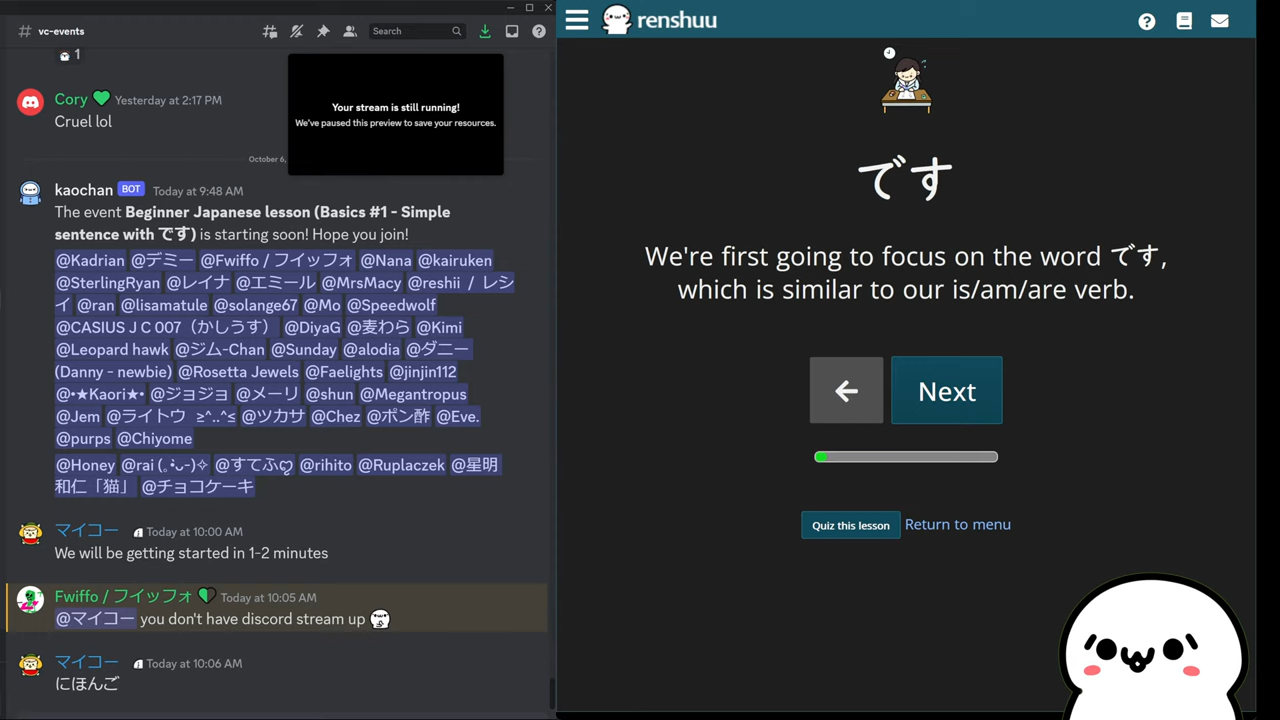 # vc-events
Search
1
Cory Yesterday at 2:17 PM
Cruel lol
Your stream is still running!
We've paused this preview to save your resources.
October 6,
kaochan BOT Today at 9:48 AM
The event Beginner Japanese lesson (Basics #1 - Simple
sentence with です) is starting soon! Hope you join!
@Kadrian @デミー @Fwiffo / フイッフォ @Nana @kairuken
@SterlingRyan @レイナ @エミール @MrsMacy @reshii / レシ
イ @ran @lisamatule @solange67 @Mo @Speedwolf
@CASIUS J C 007（かしうす） @DiyaG @麦わら @Kimi
@Leopard hawk @ジム-Chan @Sunday @alodia @ダニー
(Danny - newbie) @Rosetta Jewels @Faelights @jinjin112
@•★Kaori★• @ジョジョ @メーリ @shun @Megantropus
@Jem @ライトウ ≥^..^≤ @ツカサ @Chez @ポン酢 @Eve.
@purps @Chiyome
@Honey @rai (｡•̀ᴗ-)✧ @すてふღ @rihito @Ruplaczek @星明
和仁「猫」 @チョコケーキ
マイコー Today at 10:00 AM
We will be getting started in 1-2 minutes
Fwiffo / フイッフォ Today at 10:05 AM
@マイコー you don't have discord stream up
マイコー Today at 10:06 AM
にほんご
renshuu
です
We're first going to focus on the word です,
which is similar to our is/am/are verb.
Next
Quiz this lesson Return to menu